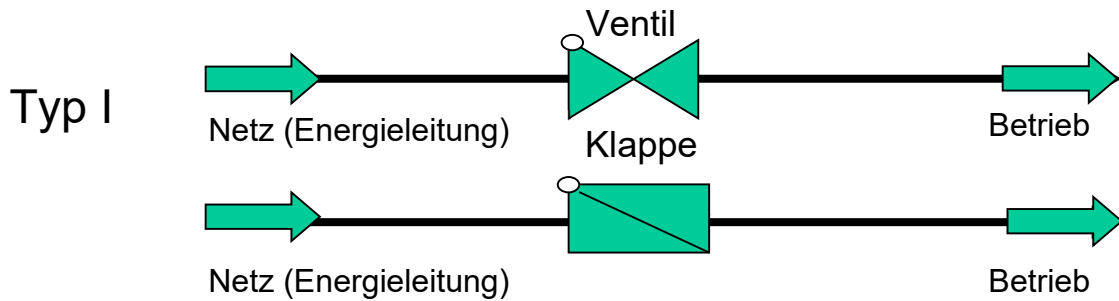 Typ I
Ventil
Netz (Energieleitung)
Betrieb
Klappe
Netz (Energieleitung)
Betrieb